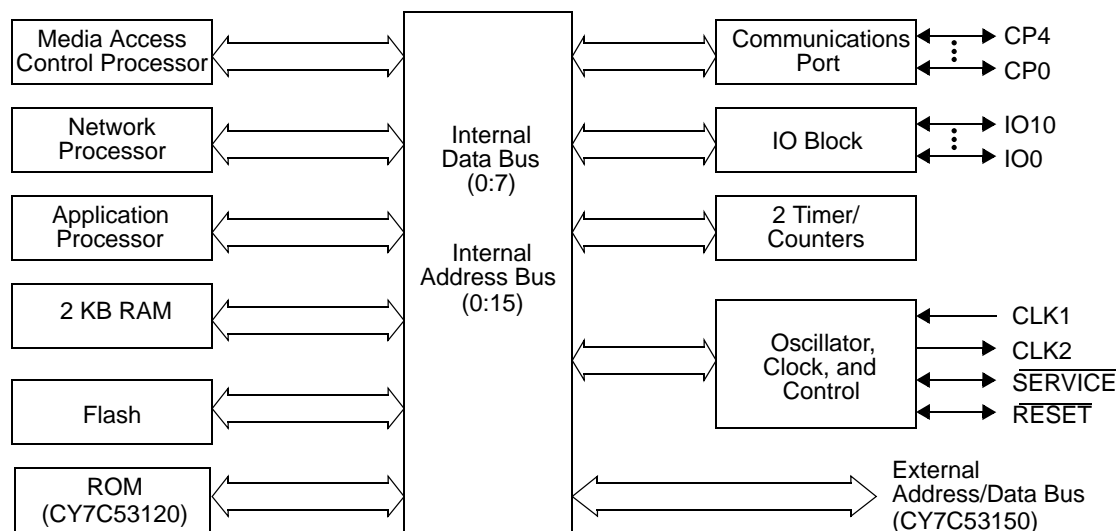 Media Access
Control Processor
Network
Processor
Application
Processor
2 KB RAM
Flash
ROM
(CY7C53120)
Internal
Data Bus
(0:7)
Internal
Address Bus
(0:15)
Communications
Port
IO Block
2 Timer/
Counters
Oscillator,
Clock, and
Control
CP4
CP0
IO10
IO0
CLK1
CLK2
SERVICE
RESET
External
Address/Data Bus
(CY7C53150)